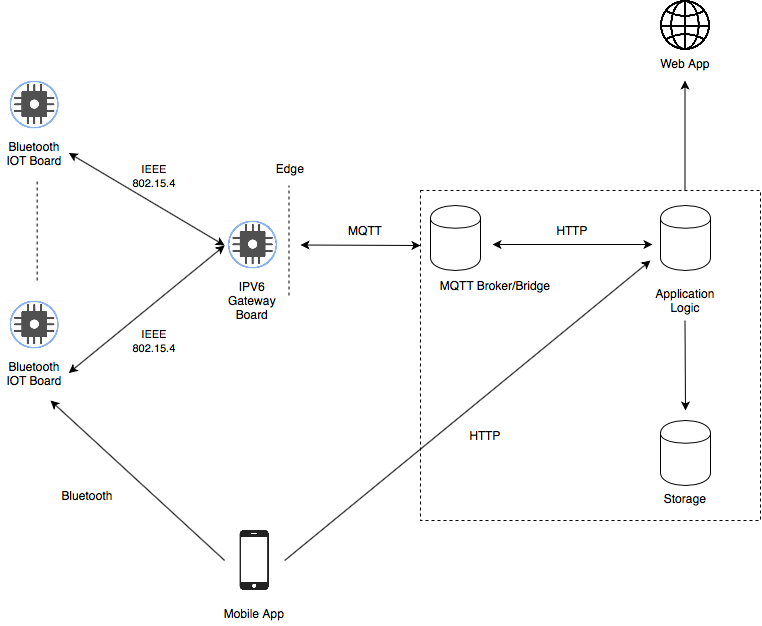 Web App
Bluetooth
IOT Board
IEEE
802.15.4
Edge
MQTT
HTTP
IPV6
Gateway
Board
MQTT Broker/Bridge
Application
Logic
IEEE
802.15.4
Bluetooth
IOT Board
HTTP
Bluetooth
Storage
Mobile App